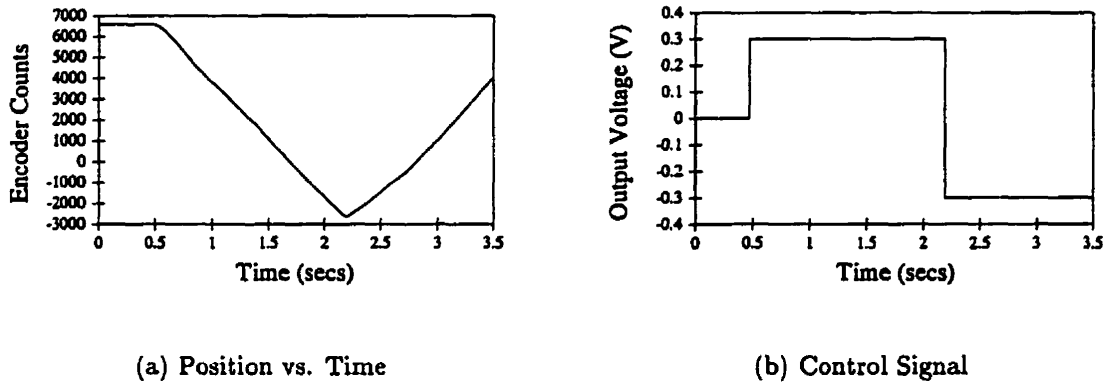 Encoder Counts
7000
6000
5000
4000
3000
2000
1000
0
-1000
-2000
-3000
0 0.5 1 1.5 2 2.5 3 3.5
Time (secs)
(a) Position vs. Time
Output Voltage (V)
0.4
0.3
0.2
0.1
0
-0.1
-0.2
-0.3
-0.4
0 0.5 1 1.5 2 2.5 3 3.5
Time (secs)
(b) Control Signal